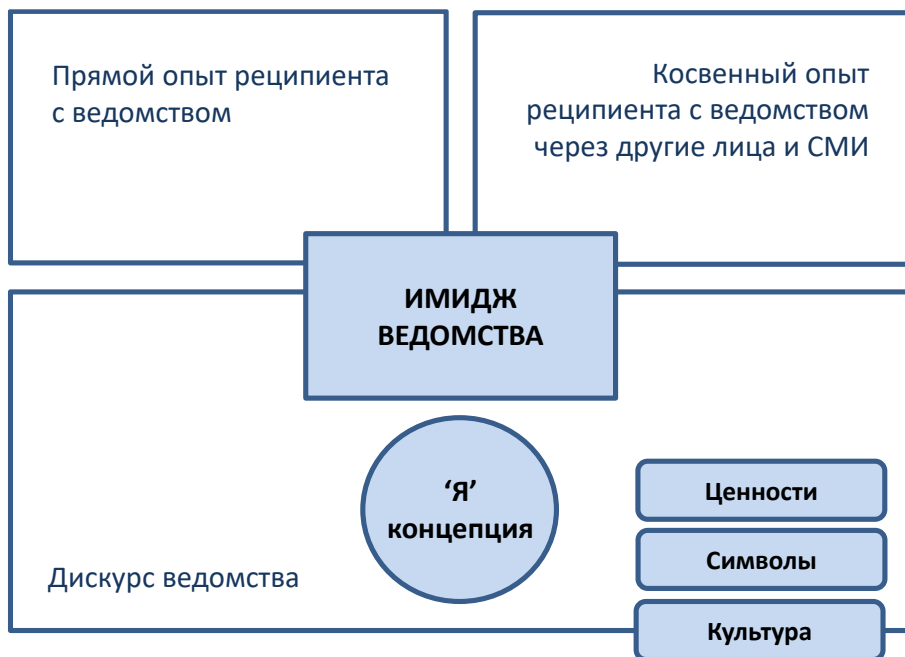 Прямой опыт реципиента
с ведомством
Косвенный опыт
реципиента с ведомством
через другие лица и СМИ
ИМИДЖ
ВЕДОМСТВА
‘Я’
концепция
Дискурс ведомства
Ценности
Символы
Культура